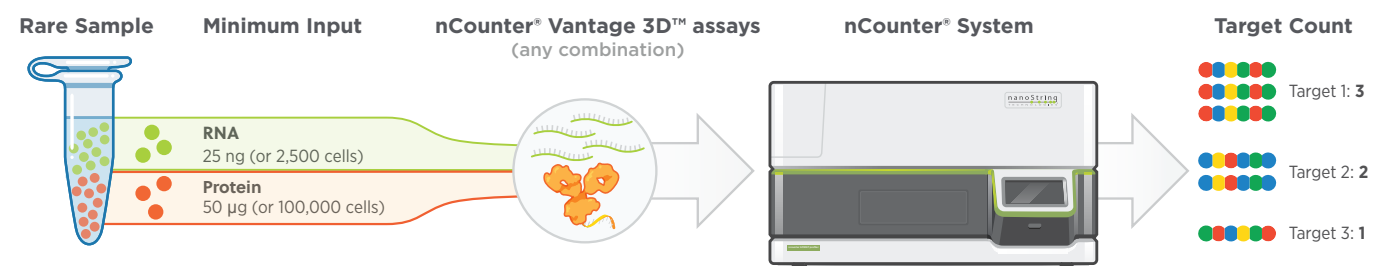 Rare Sample
Minimum Input
nCounter® Vantage 3D™ assays
(any combination)
nCounter® System
Target Count
RNA
25 ng (or 2,500 cells)
Protein
50 µg (or 100,000 cells)
nanoString
Target 1: 3
Target 2: 2
Target 3: 1